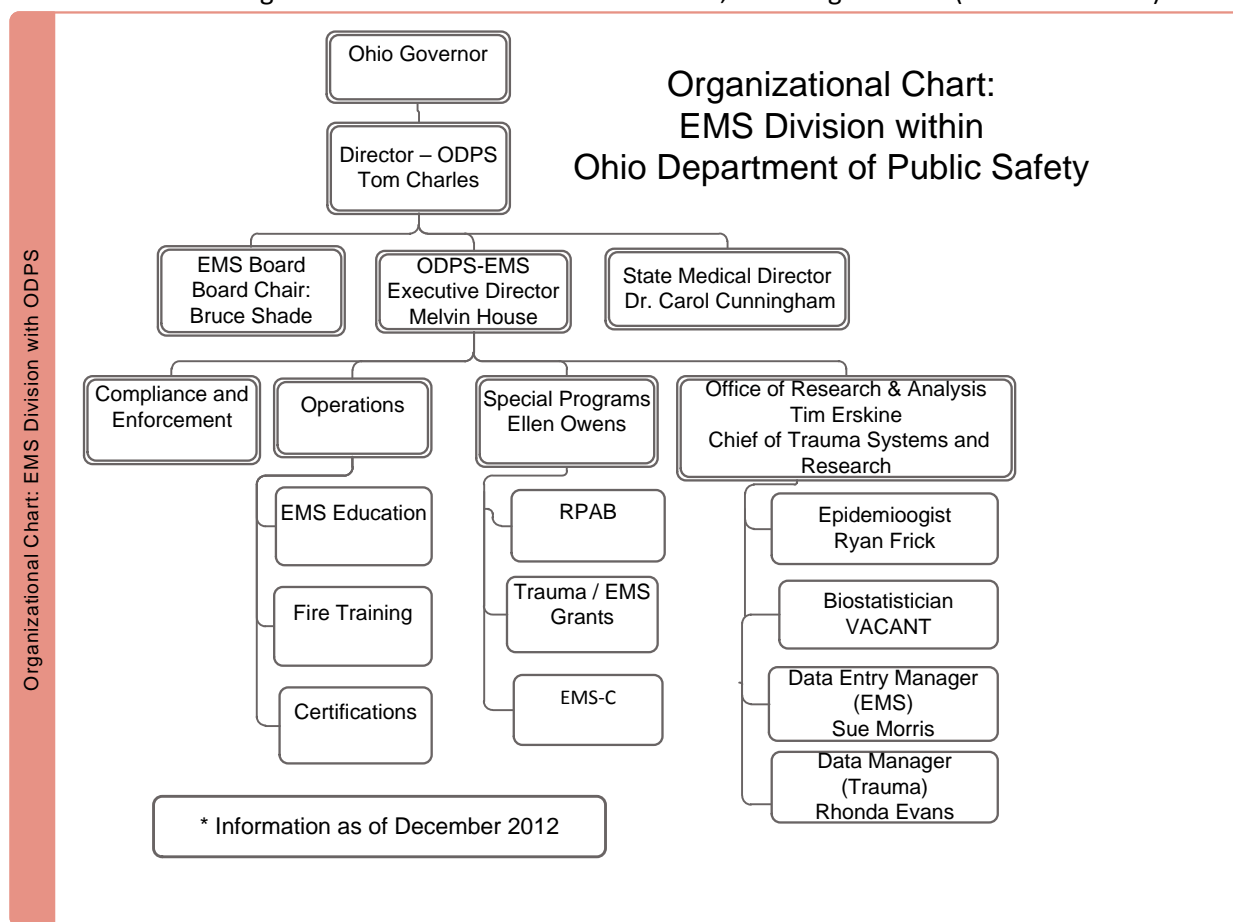 Ohio Governor
Organizational Chart:
EMS Division within
Ohio Department of Public Safety
Director – ODPS
Tom Charles
EMS Board
Board Chair:
Bruce Shade
ODPS-EMS
Executive Director
Melvin House
State Medical Director
Dr. Carol Cunningham
Compliance and
Enforcement
Operations
Special Programs
Ellen Owens
Office of Research & Analysis
Tim Erskine
Chief of Trauma Systems and
Research
EMS Education
Fire Training
Certifications
RPAB
Trauma / EMS
Grants
EMS-C
Epidemioogist
Ryan Frick
Biostatistician
VACANT
Data Entry Manager
(EMS)
Sue Morris
Data Manager
(Trauma)
Rhonda Evans
* Information as of December 2012
Organizational Chart: EMS Division with ODPS